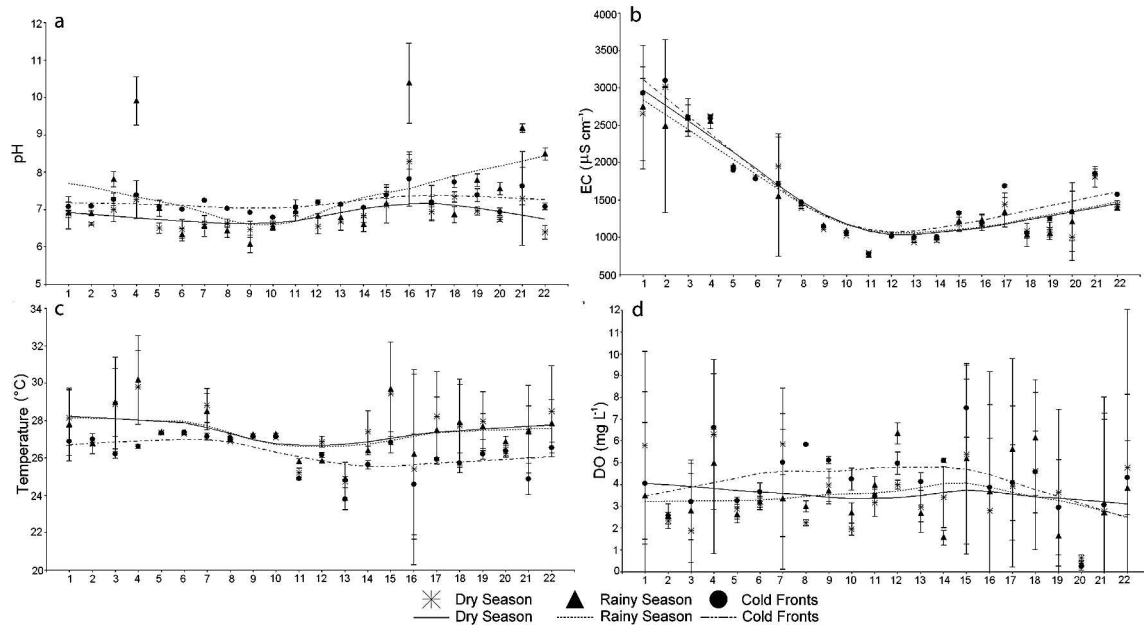 a
12
11
10
9
8
7
6
5
pH
1 2 3 4 5 6 7 8 9 10 11 12 13 14 15 16 17 18 19 20 21 22
b
4000
3500
3000
2500
2000
1500
1000
500
EC (µS cm⁻¹)
1 2 3 4 5 6 7 8 9 10 11 12 13 14 15 16 17 18 19 20 21 22
c
34
32
30
28
26
24
22
20
Temperature (°C)
1 2 3 4 5 6 7 8 9 10 11 12 13 14 15 16 17 18 19 20 21 22
d
12
11
10
9
8
7
6
5
4
3
2
1
0
DO (mg L⁻¹)
1 2 3 4 5 6 7 8 9 10 11 12 13 14 15 16 17 18 19 20 21 22
Dry Season Rainy Season Cold Fronts
Dry Season Rainy Season Cold Fronts